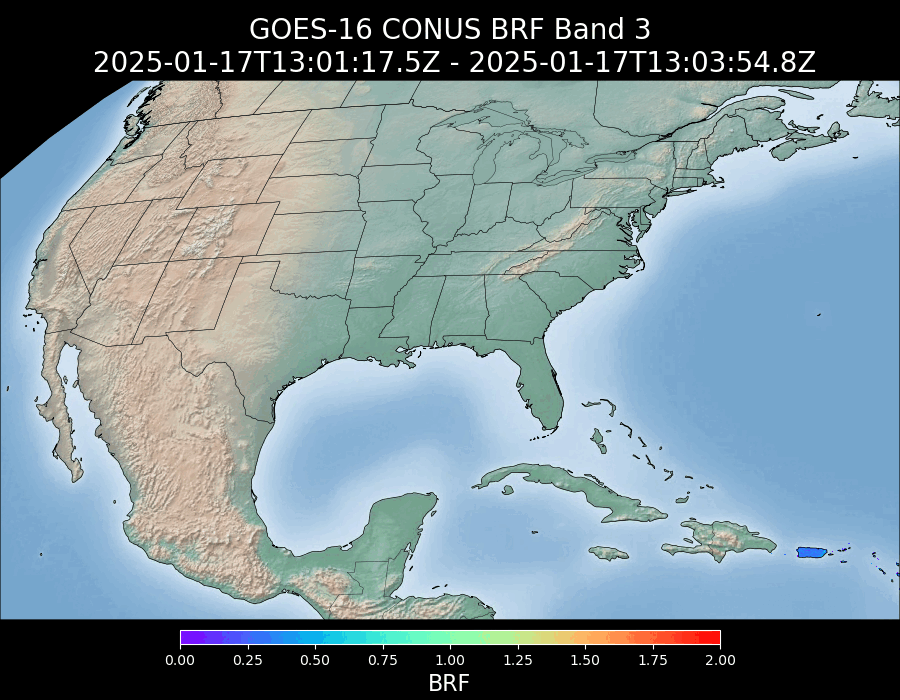 GOES-16 CONUS BRF Band 3
2025-01-17T13:01:17.5Z - 2025-01-17T13:03:54.8Z
0.00 0.25 0.50 0.75 1.00 1.25 1.50 1.75 2.00
BRF